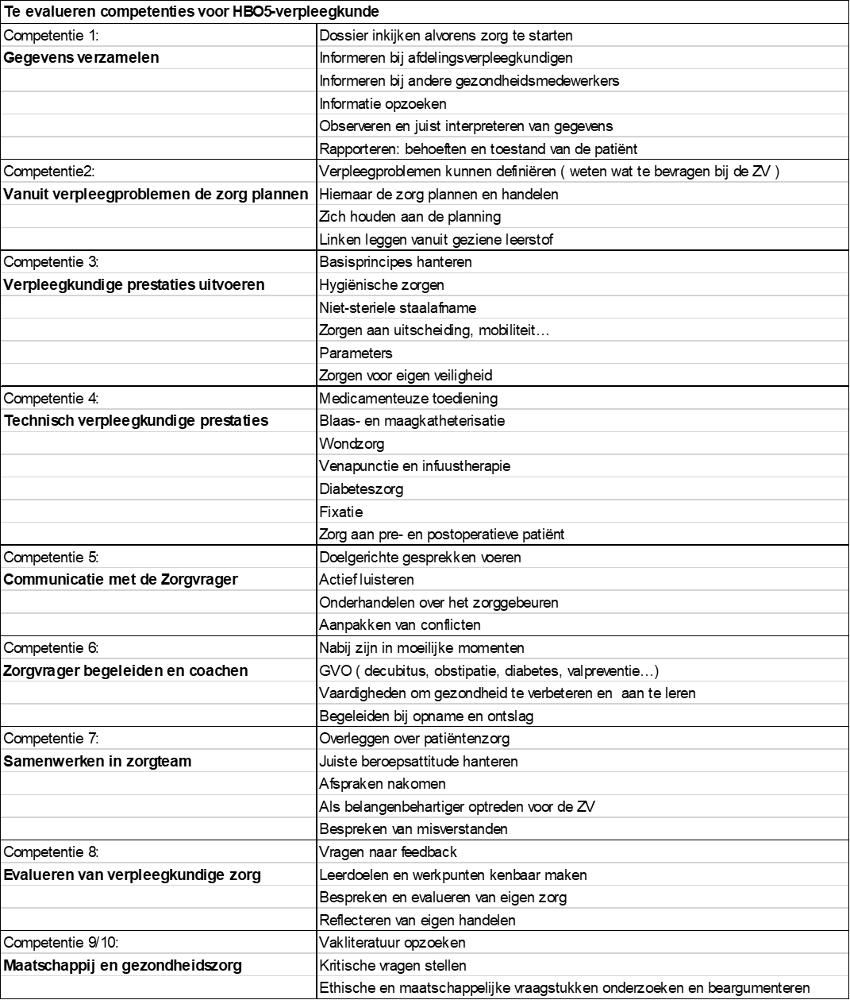 Te evalueren competenties voor HBO5-verpleegkunde
Competentie 1: Dossier inkijken alvorens zorg te starten
Gegevens verzamelen Informeren bij afdelingsverpleegkundigen
Informeren bij andere gezondheidsmedewerkers
Informatie opzoeken
Observeren en juist interpreteren van gegevens
Rapporteren: behoeften en toestand van de patiënt
Competentie2: Verpleegproblemen kunnen definiëren ( weten wat te bevragen bij de ZV )
Vanuit verpleegproblemen de zorg plannen Hiernaar de zorg plannen en handelen
Zich houden aan de planning
Linken leggen vanuit geziene leerstof
Competentie 3: Basisprincipes hanteren
Verpleegkundige prestaties uitvoeren Hygiënische zorgen
Niet-steriele staalafname
Zorgen aan uitscheiding, mobiliteit…
Parameters
Zorgen voor eigen veiligheid
Competentie 4: Medicamenteuze toediening
Technisch verpleegkundige prestaties Blaas- en maagkatheterisatie
Wondzorg
Venapunctie en infuustherapie
Diabeteszorg
Fixatie
Zorg aan pre- en postoperatieve patiënt
Competentie 5: Doelgerichte gesprekken voeren
Communicatie met de Zorgvrager Actief luisteren
Onderhandelen over het zorggebeuren
Aanpakken van conflicten
Competentie 6: Nabij zijn in moeilijke momenten
Zorgvrager begeleiden en coachen GVO ( decubitus, obstipatie, diabetes, valpreventie…)
Vaardigheden om gezondheid te verbeteren en aan te leren
Begeleiden bij opname en ontslag
Competentie 7: Overleggen over patiëntenzorg
Samenwerken in zorgteam Juiste beroepsattitude hanteren
Afspraken nakomen
Als belangenbehartiger optreden voor de ZV
Bespreken van misverstanden
Competentie 8: Vragen naar feedback
Evalueren van verpleegkundige zorg Leerdoelen en werkpunten kenbaar maken
Bespreken en evalueren van eigen zorg
Reflecteren van eigen handelen
Competentie 9/10: Vakliteratuur opzoeken
Maatschappij en gezondheidszorg Kritische vragen stellen
Ethische en maatschappelijke vraagstukken onderzoeken en beargumenteren